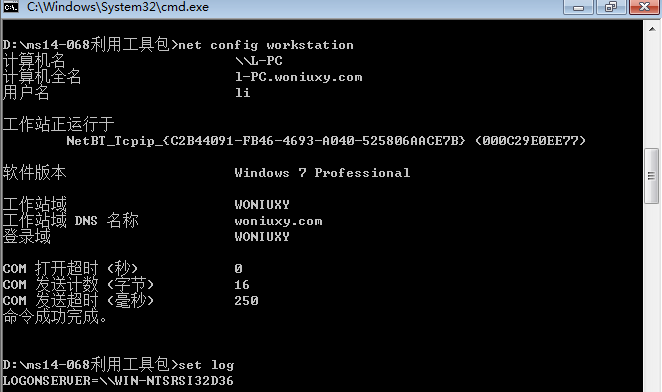 C:\Windows\System32\cmd.exe
D:\ms14-068利用工具包>net config workstation
计算机名 \\L-PC
计算机全名 l-PC.woniuxy.com
用户名 li
工作站正运行于
NetBT_Tcpip_{C2B44091-FB46-4693-A040-525806AACE7B} (000C29E0EE77)
软件版本 Windows 7 Professional
工作站域 WONIUXY
工作站域 DNS 名称 woniuxy.com
登录域 WONIUXY
COM 打开超时 (秒) 0
COM 发送计数 (字节) 16
COM 发送超时 (毫秒) 250
命令成功完成。
D:\ms14-068利用工具包>set log
LOGONSERVER=\\WIN-NTSRSI32D36